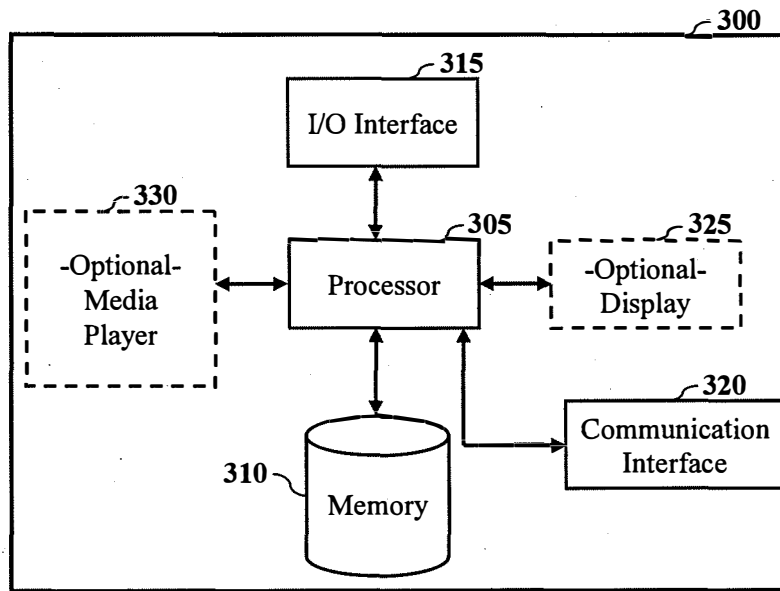 300
315
I/O Interface
330
-Optional-
Media
Player
305
Processor
325
-Optional-
Display
320
Communication
Interface
310
Memory